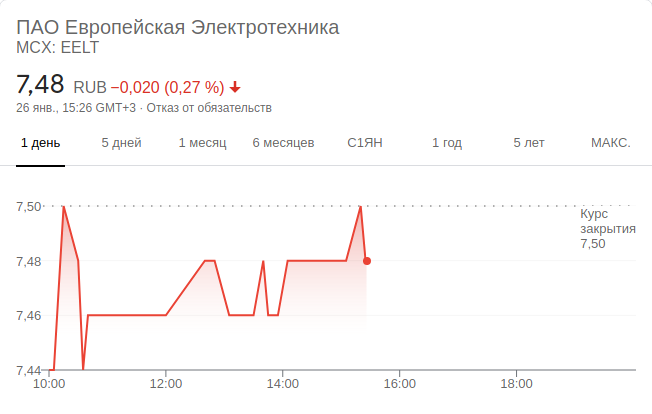 ПАО Европейская Электротехника
MCX: EELT
7,48 RUB −0,020 (0,27 %)
26 янв., 15:26 GMT+3 · Отказ от обязательств
1 день 5 дней 1 месяц 6 месяцев С1ЯН 1 год 5 лет МАКС.
7,50
Курс
закрытия
7,50
7,48
7,46
7,44
10:00 12:00 14:00 16:00 18:00